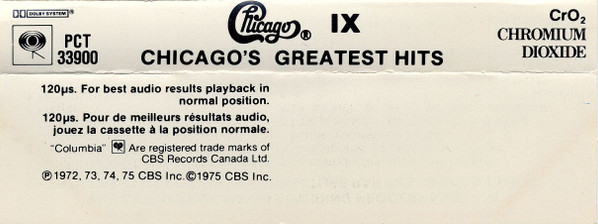 DOLBY SYSTEM
PCT
33900
Chicago® IX
CHICAGO'S GREATEST HITS
CrO2
CHROMIUM
DIOXIDE
120µs. For best audio results playback in
normal position.
120µs. Pour de meilleurs résultats audio,
jouez la cassette à la position normale.
"Columbia" Are registered trade marks of
CBS Records Canada Ltd.
℗1972, 73, 74, 75 CBS Inc.©1975 CBS Inc.